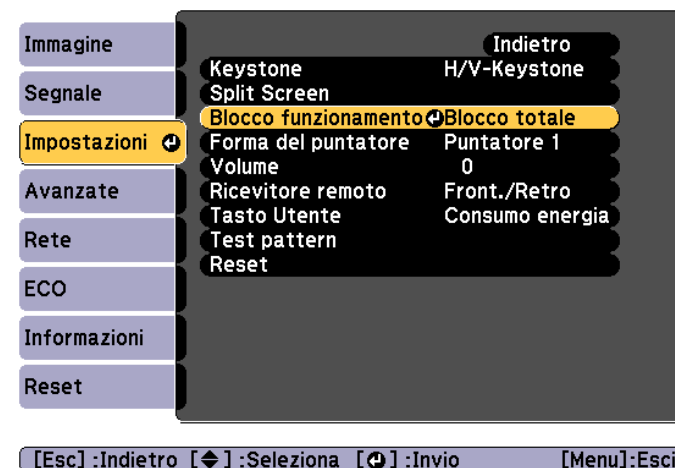 Immagine
Segnale
Impostazioni
Avanzate
Rete
ECO
Informazioni
Reset
Indietro
Keystone H/V-Keystone
Split Screen
Blocco funzionamento Blocco totale
Forma del puntatore Puntatore 1
Volume 0
Ricevitore remoto Front./Retro
Tasto Utente Consumo energia
Test pattern
Reset
[Esc] :Indietro [◆] :Seleziona [⏎] :Invio [Menu]:Esci